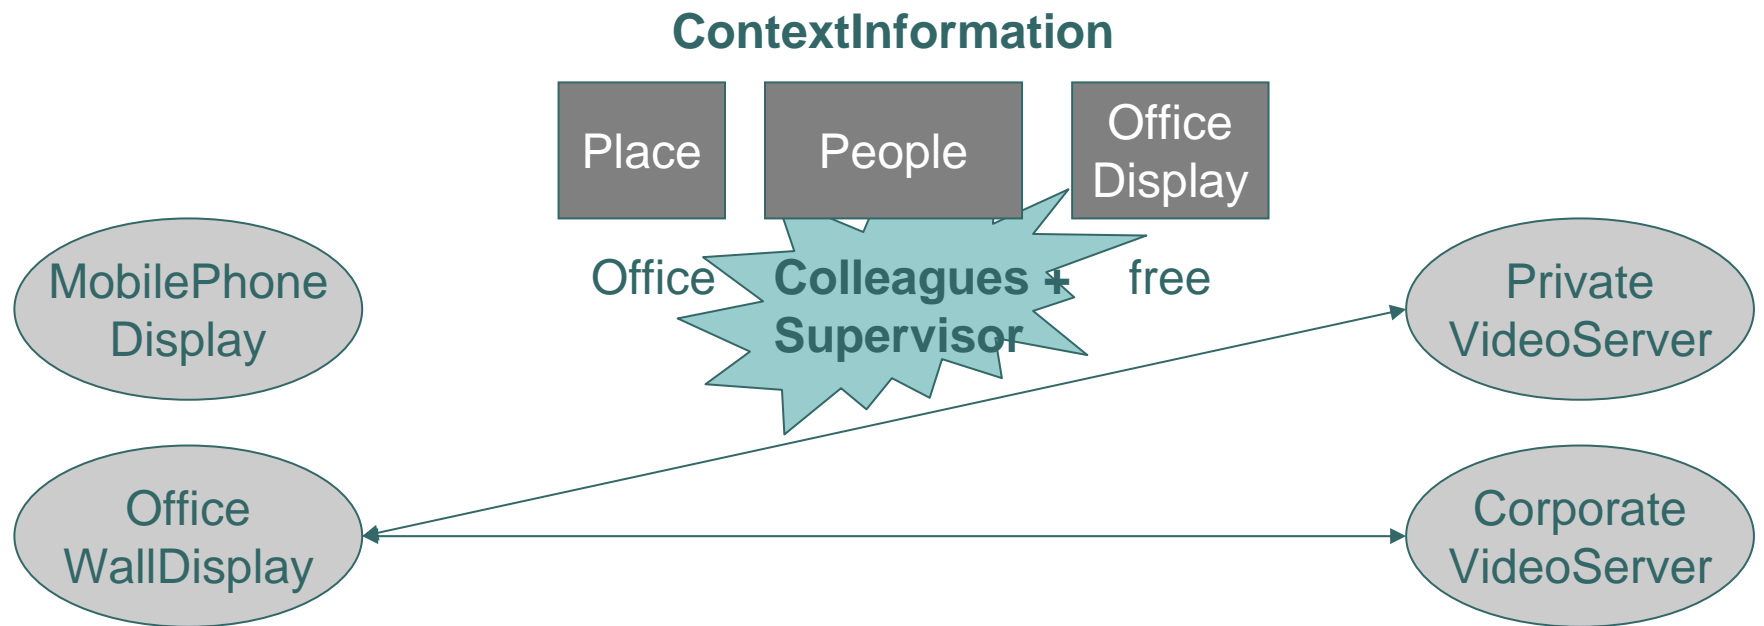 ContextInformation
Place
People
Office
Display
Office
Colleagues +
Supervisor
free
MobilePhone
Display
Private
VideoServer
Office
WallDisplay
Corporate
VideoServer